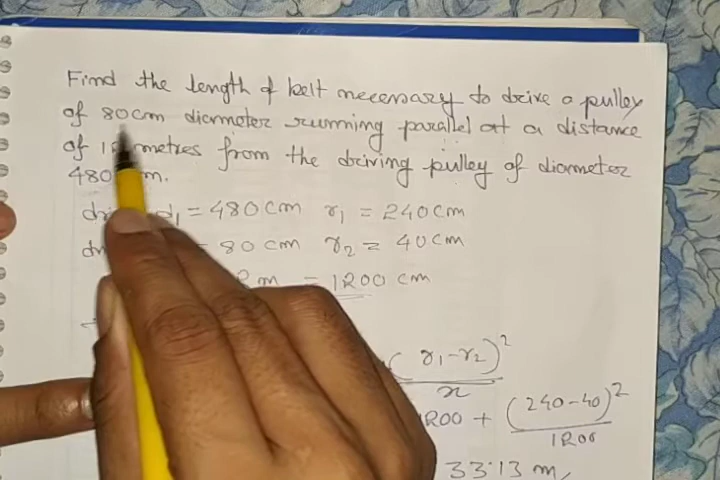 Find the length of belt necessary to drive a pulley
of 80cm diameter running parallel at a distance
of metres from the driving pulley of diameter
480 cm.
d₁ = 480 cm r₁ = 240cm
= 80 cm r₂ = 40 cm
m = 1200 cm
(r₁-r₂)²
x
1200 + (240-40)²
1200
33.13 m